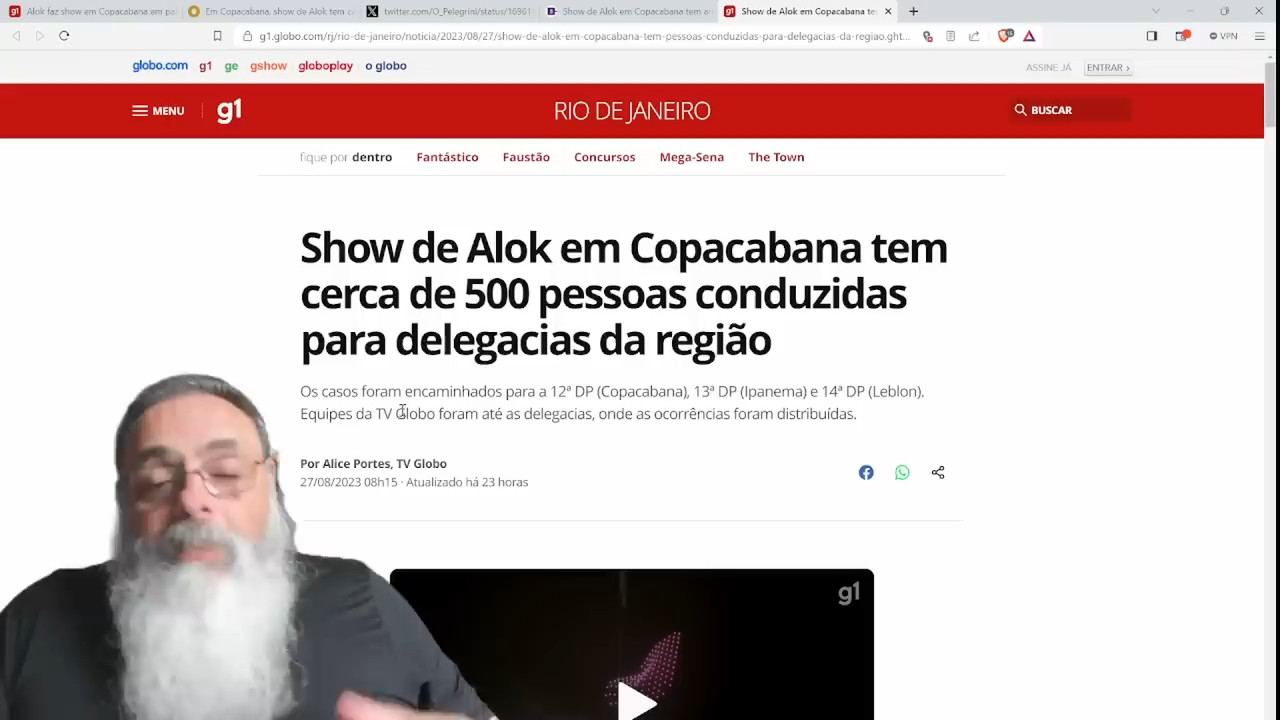 Alok faz show em Copacabana em pa
Em Copacabana, show de Alok tem c
twitter.com/O_Pelegrini/status/16961
Show de Alok em Copacabana tem ar
Show de Alok em Copacabana te
g1.globo.com/rj/rio-de-janeiro/noticia/2023/08/27/show-de-alok-em-copacabana-tem-pessoas-conduzidas-para-delegacias-da-regiao.ght...
VPN
globo.com g1 ge gshow globoplay o globo
ASSINE JÁ ENTRAR ›
MENU g1 RIO DE JANEIRO BUSCAR
fique por dentro Fantástico Faustão Concursos Mega-Sena The Town
Show de Alok em Copacabana tem
cerca de 500 pessoas conduzidas
para delegacias da região
Os casos foram encaminhados para a 12ª DP (Copacabana), 13ª DP (Ipanema) e 14ª DP (Leblon).
Equipes da TV Globo foram até as delegacias, onde as ocorrências foram distribuídas.
Por Alice Portes, TV Globo
27/08/2023 08h15 · Atualizado há 23 horas
g1